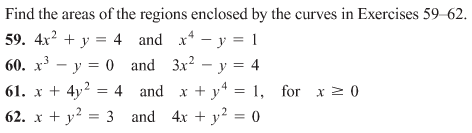 Find the areas of the regions enclosed by the curves in Exercises 59–62.
59. 4x² + y = 4 and x⁴ − y = 1
60. x³ − y = 0 and 3x² − y = 4
61. x + 4y² = 4 and x + y⁴ = 1, for x ≥ 0
62. x + y² = 3 and 4x + y² = 0